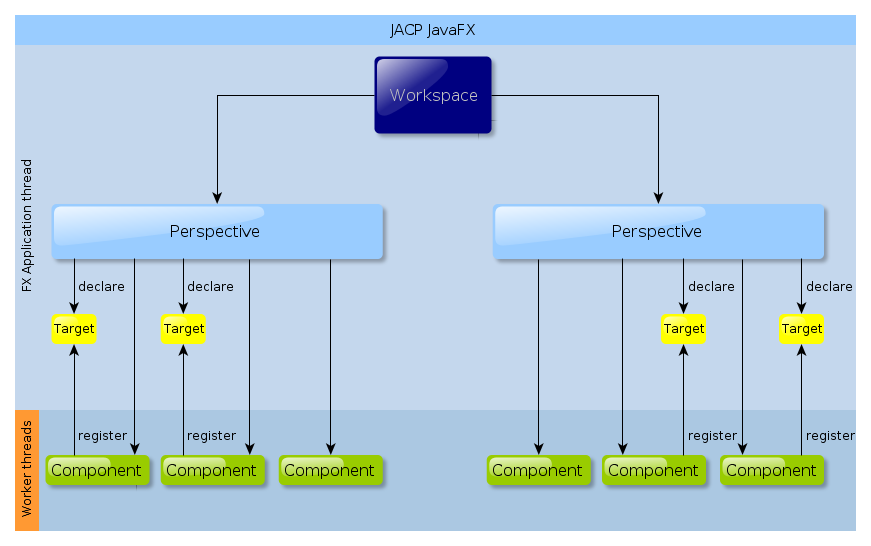 JACP JavaFX
Workspace
FX Application thread
Perspective
Perspective
declare
declare
declare
declare
Target
Target
Target
Target
Worker threads
register
register
register
register
Component
Component
Component
Component
Component
Component